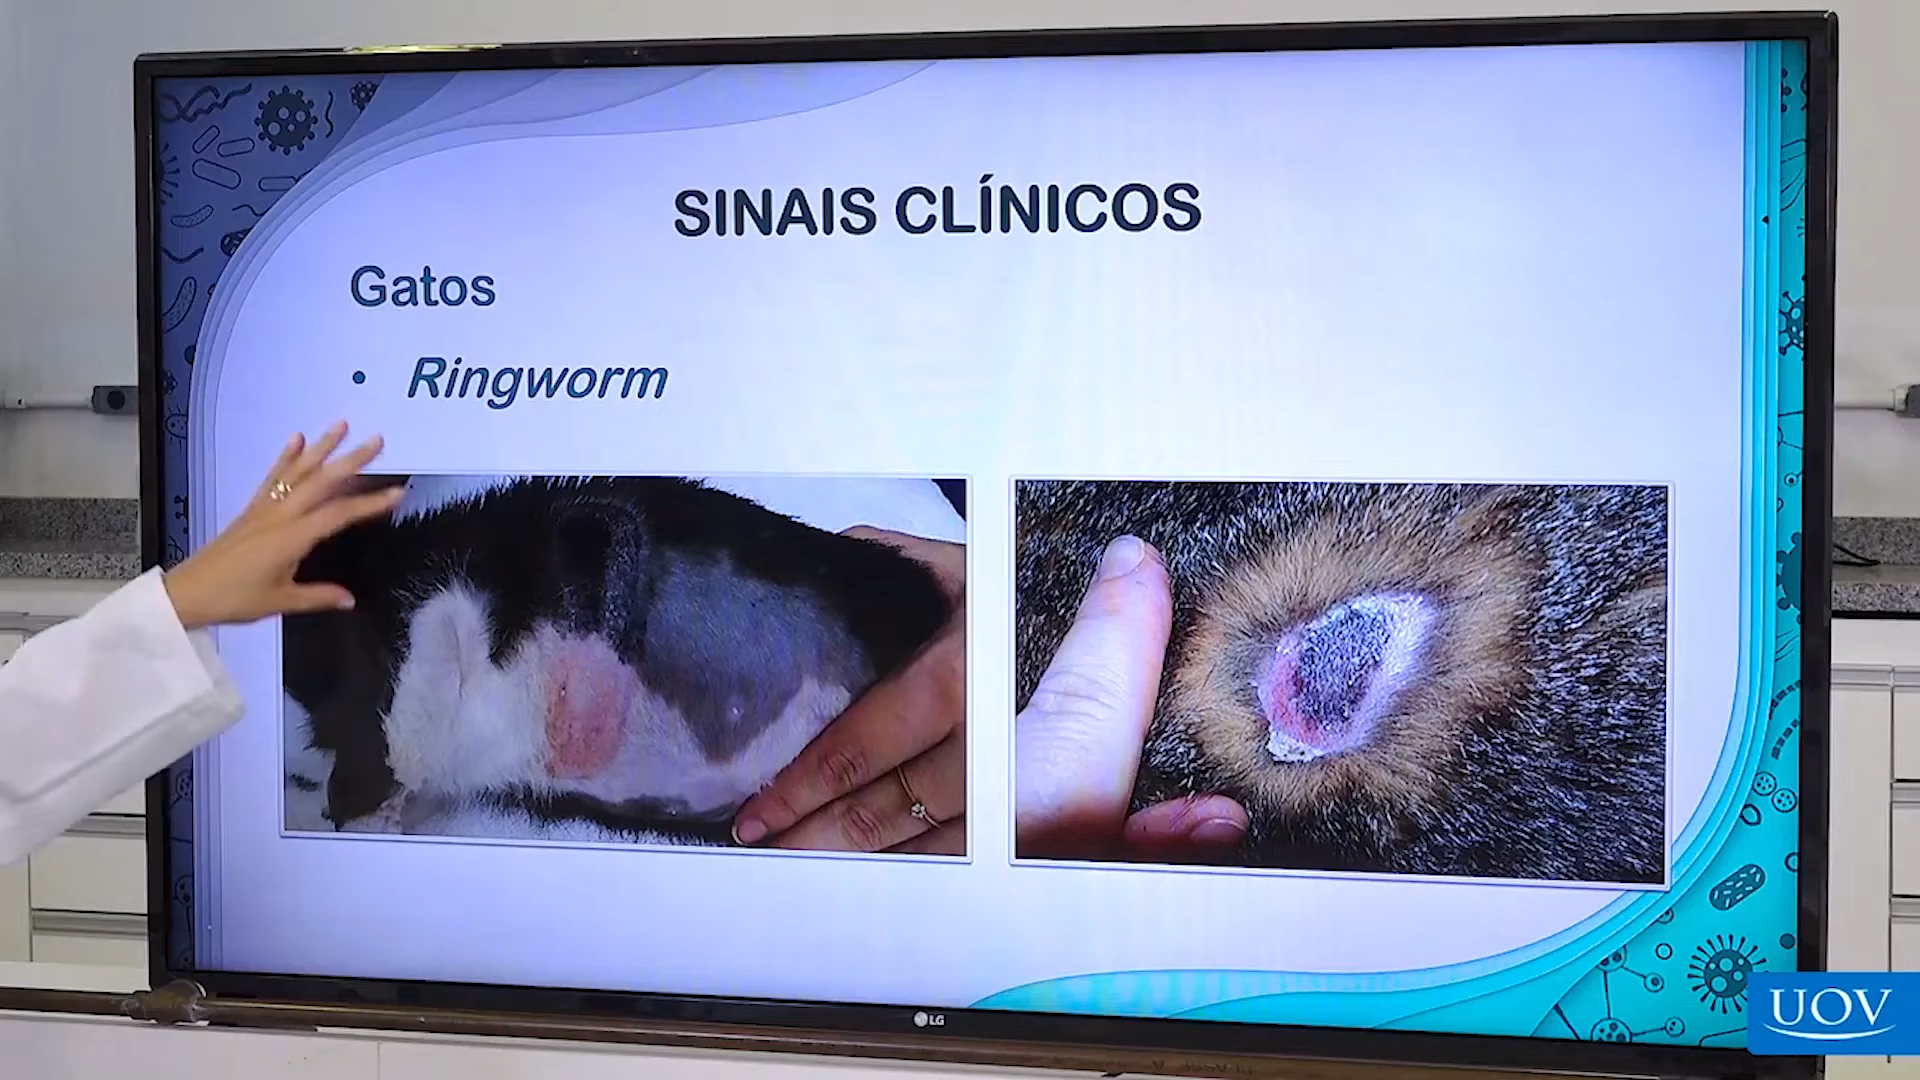 SINAIS CLÍNICOS
Gatos
• Ringworm
LG
UOV